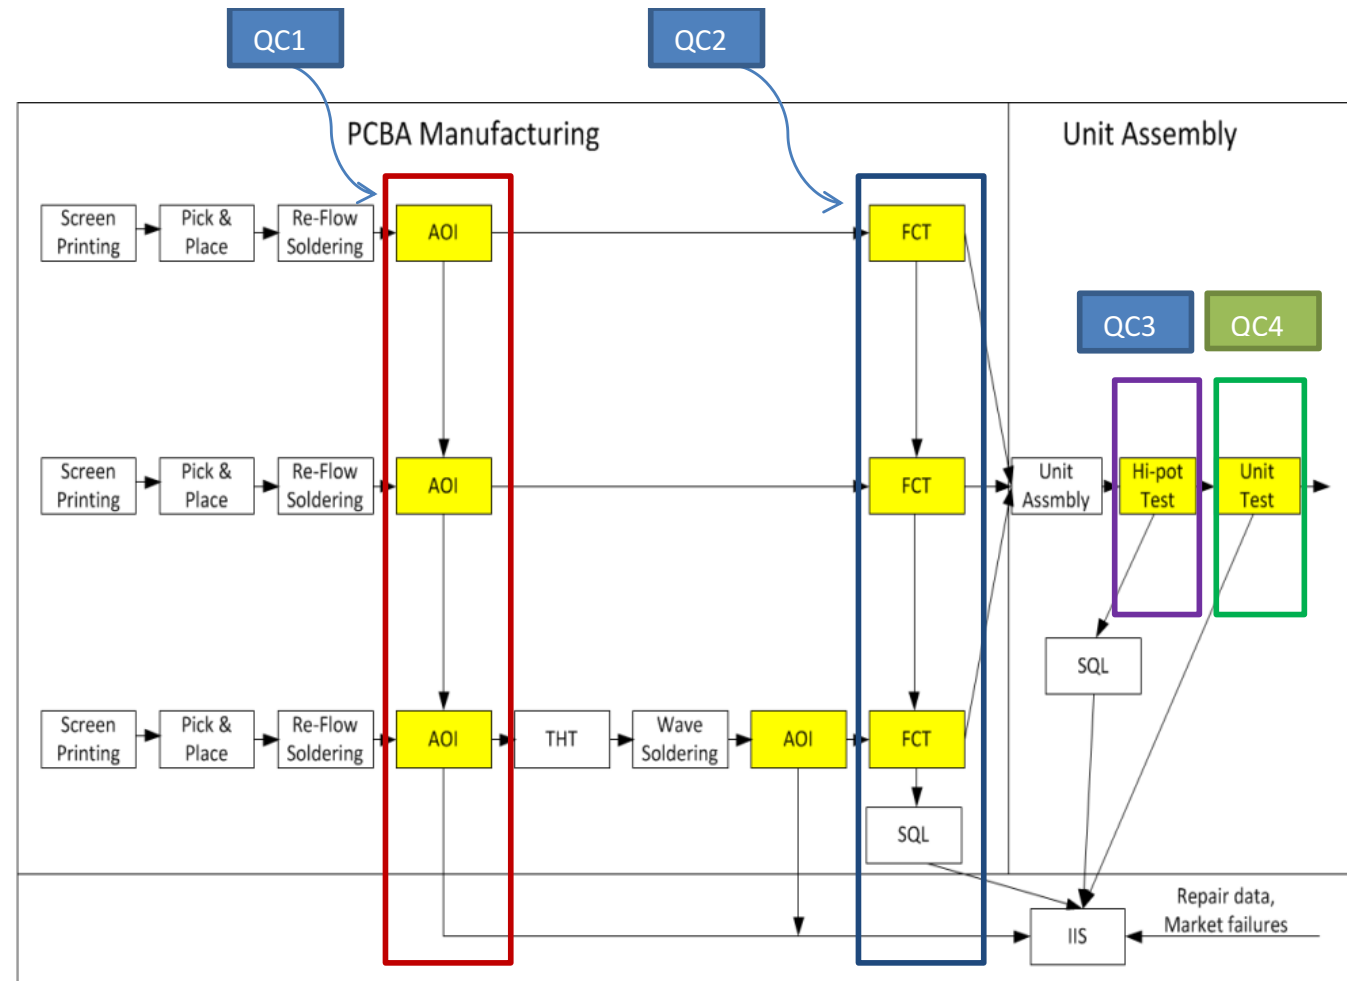 QC1
QC2
PCBA Manufacturing
Unit Assembly
Screen
Printing
Pick &
Place
Re-Flow
Soldering
AOI
FCT
QC3
QC4
Screen
Printing
Pick &
Place
Re-Flow
Soldering
AOI
FCT
Unit
Assmbly
Hi-pot
Test
Unit
Test
SQL
Screen
Printing
Pick &
Place
Re-Flow
Soldering
AOI
THT
Wave
Soldering
AOI
FCT
SQL
IIS
Repair data,
Market failures